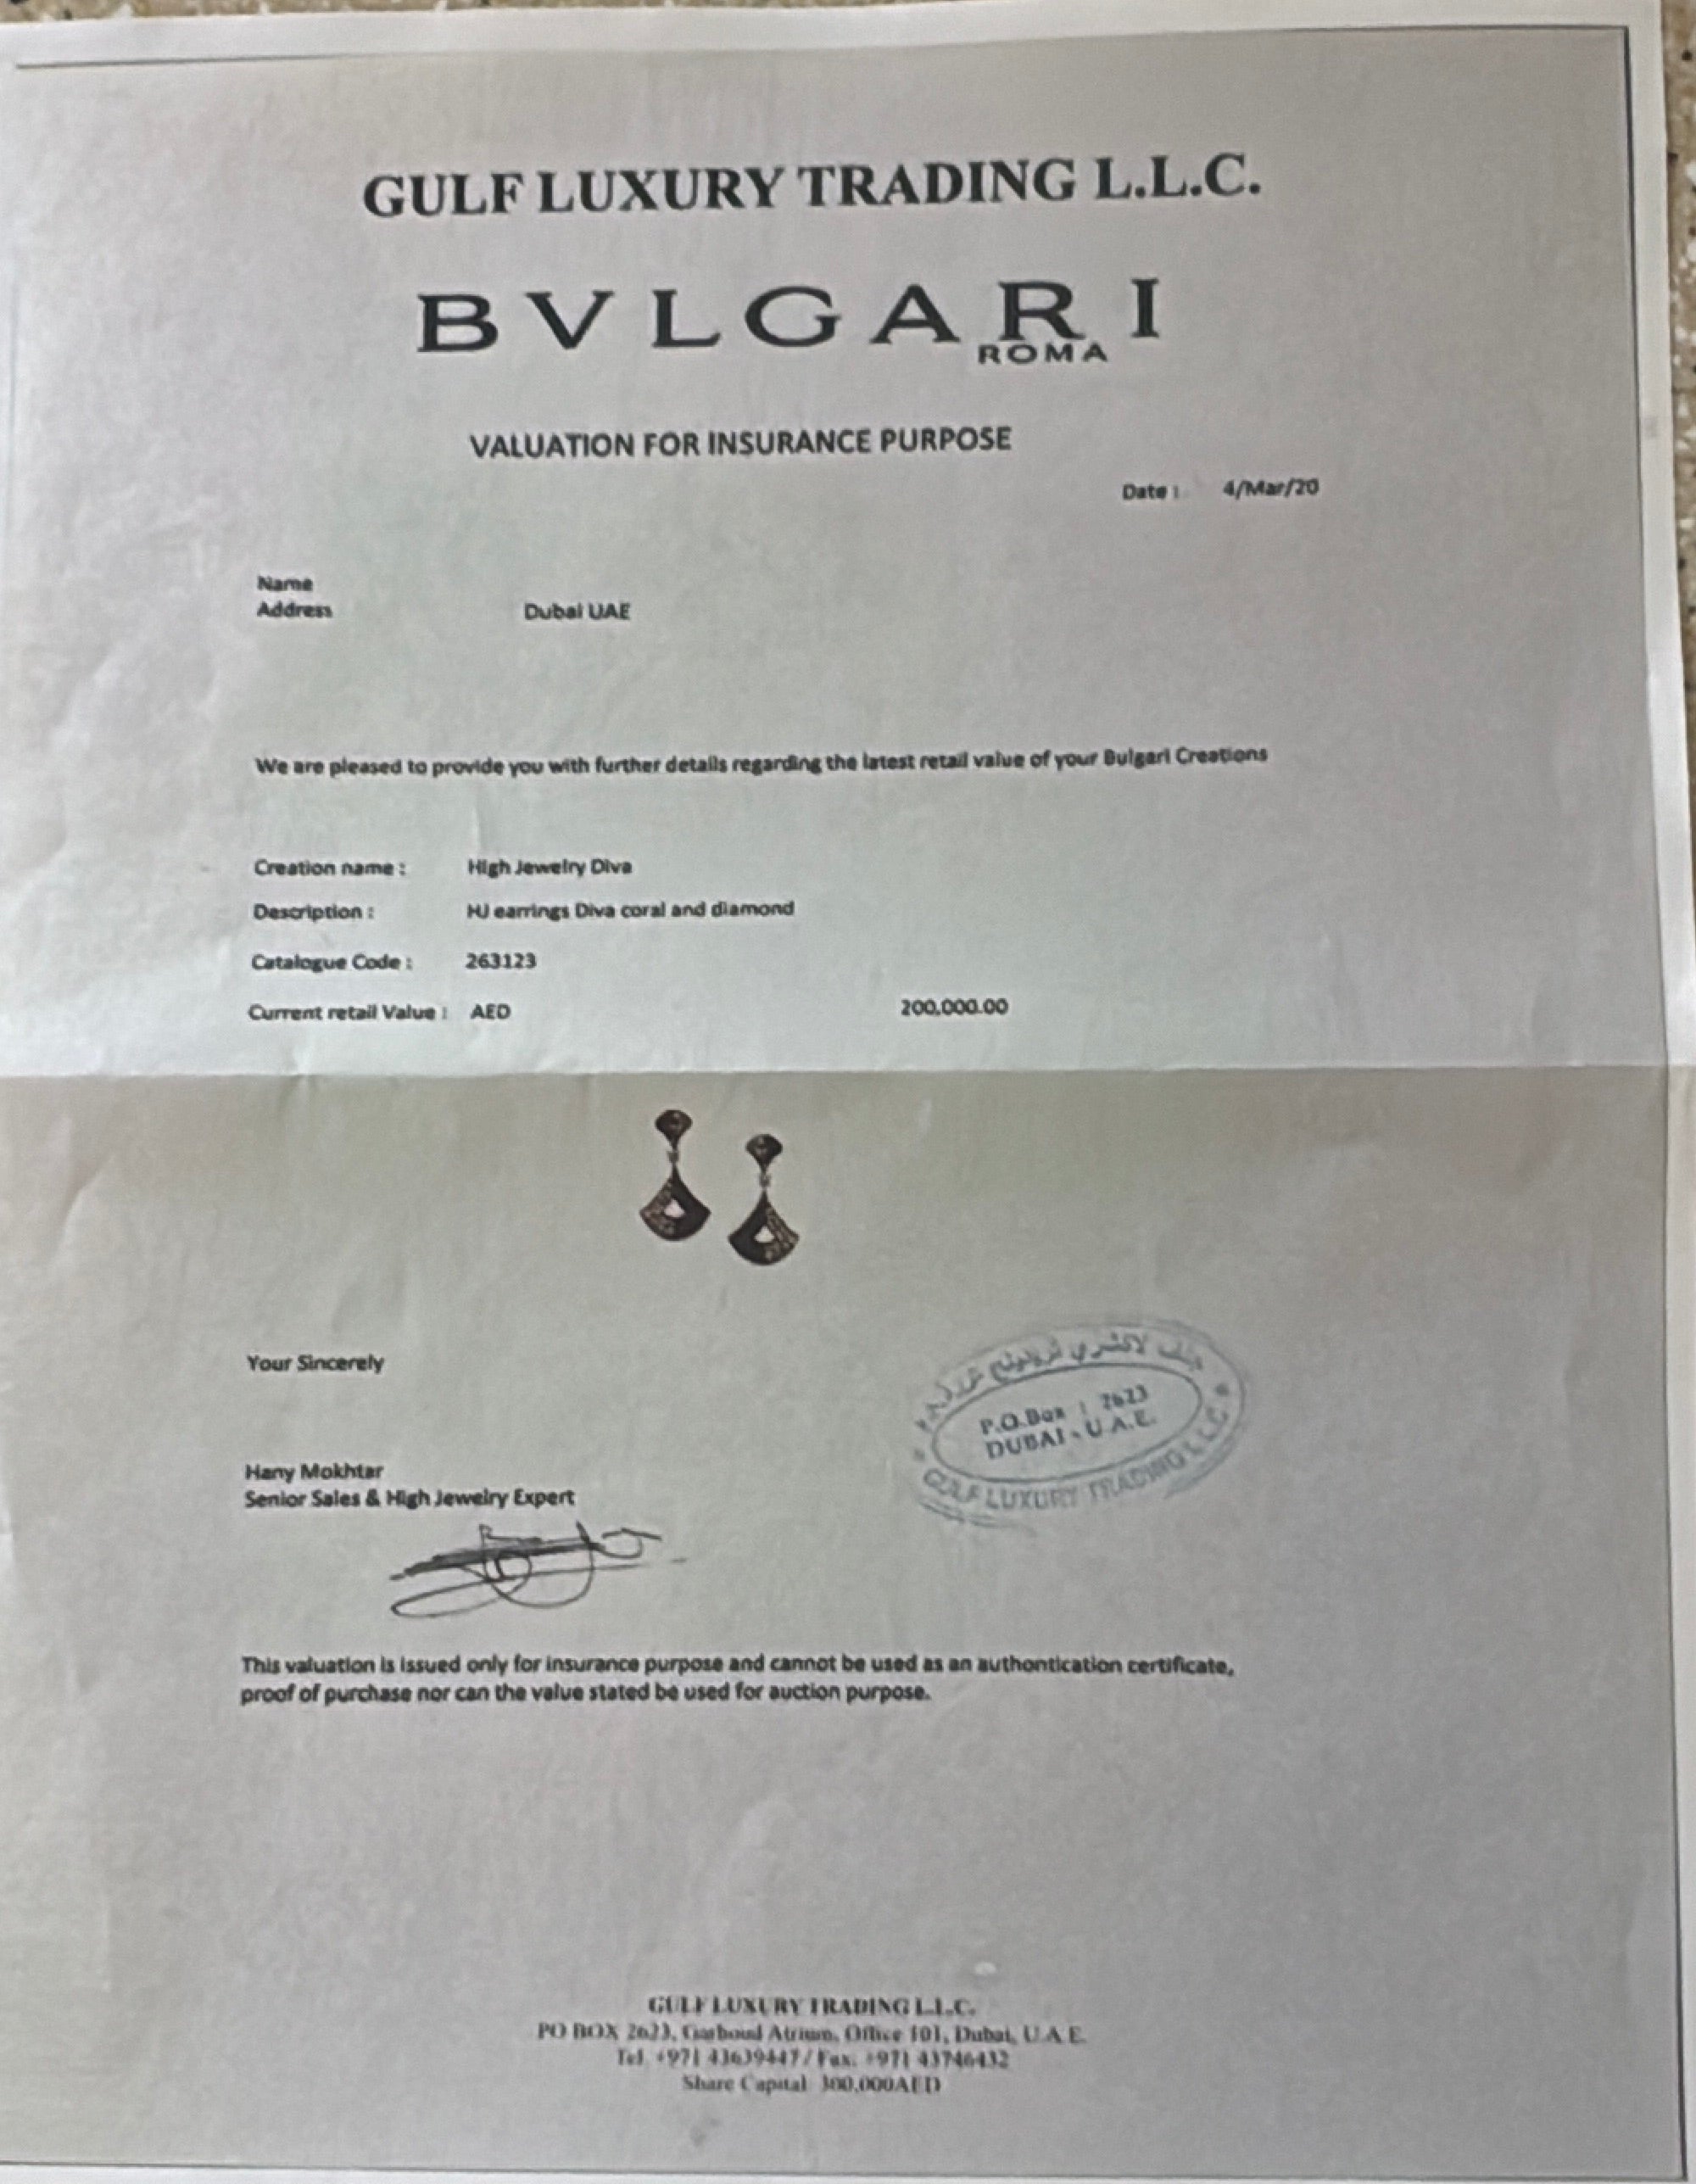 GULF LUXURY TRADING L.L.C.
BVLGARI
ROMA
VALUATION FOR INSURANCE PURPOSE
Date : 4/Mar/20
Name
Address Dubai UAE
We are pleased to provide you with further details regarding the latest retail value of your Bulgari Creations
Creation name : High Jewelry Diva
Description : HJ earrings Diva coral and diamond
Catalogue Code : 263123
Current retail Value : AED 200,000.00
Your Sincerely
جلف لاكشري تريدينج ش.ذ.م.م
P.O.Box : 2623
DUBAI - U.A.E.
GULF LUXURY TRADING L.L.C.
Hany Mokhtar
Senior Sales & High Jewelry Expert
This valuation is issued only for insurance purpose and cannot be used as an authontication certificate,
proof of purchase nor can the value stated be used for auction purpose.
GULF LUXURY TRADING L.L.C.
PO BOX 2623, Garhoud Atrium, Office 101, Dubai, U.A.E.
Tel. +971 43639447 / Fax. +971 43746432
Share Capital 300,000AED